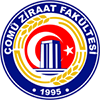 ÇOMÜ ZİRAAT FAKÜLTESİ
• 1995 •